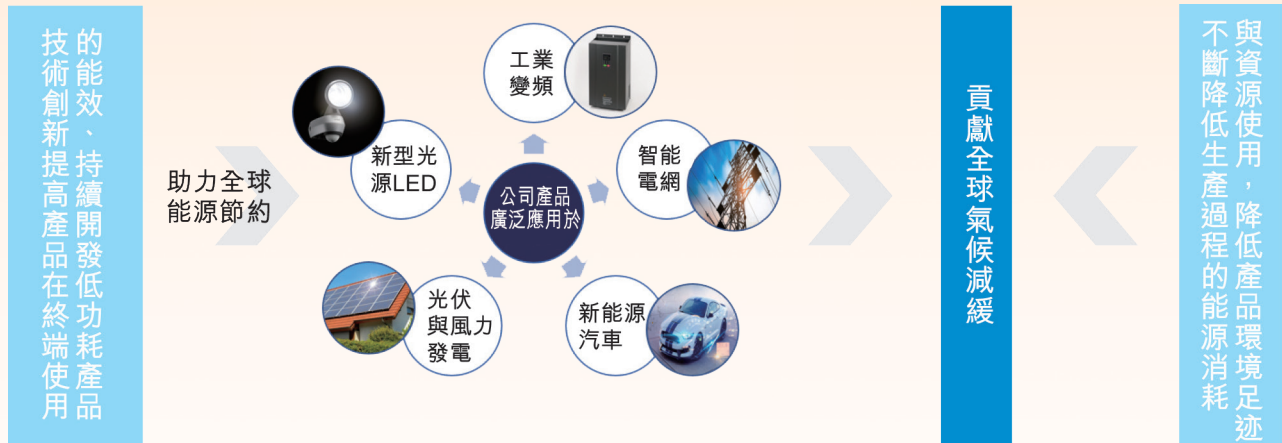 技術創新提高產品在終端使用
的能效、持續開發低功耗產品
助力全球
能源節約
公司產品
廣泛應用於
工業
變頻
新型光
源LED
智能
電網
光伏
與風力
發電
新能源
汽車
貢獻全球氣候減緩
不斷降低生產過程的能源消耗
與資源使用，降低產品環境足迹